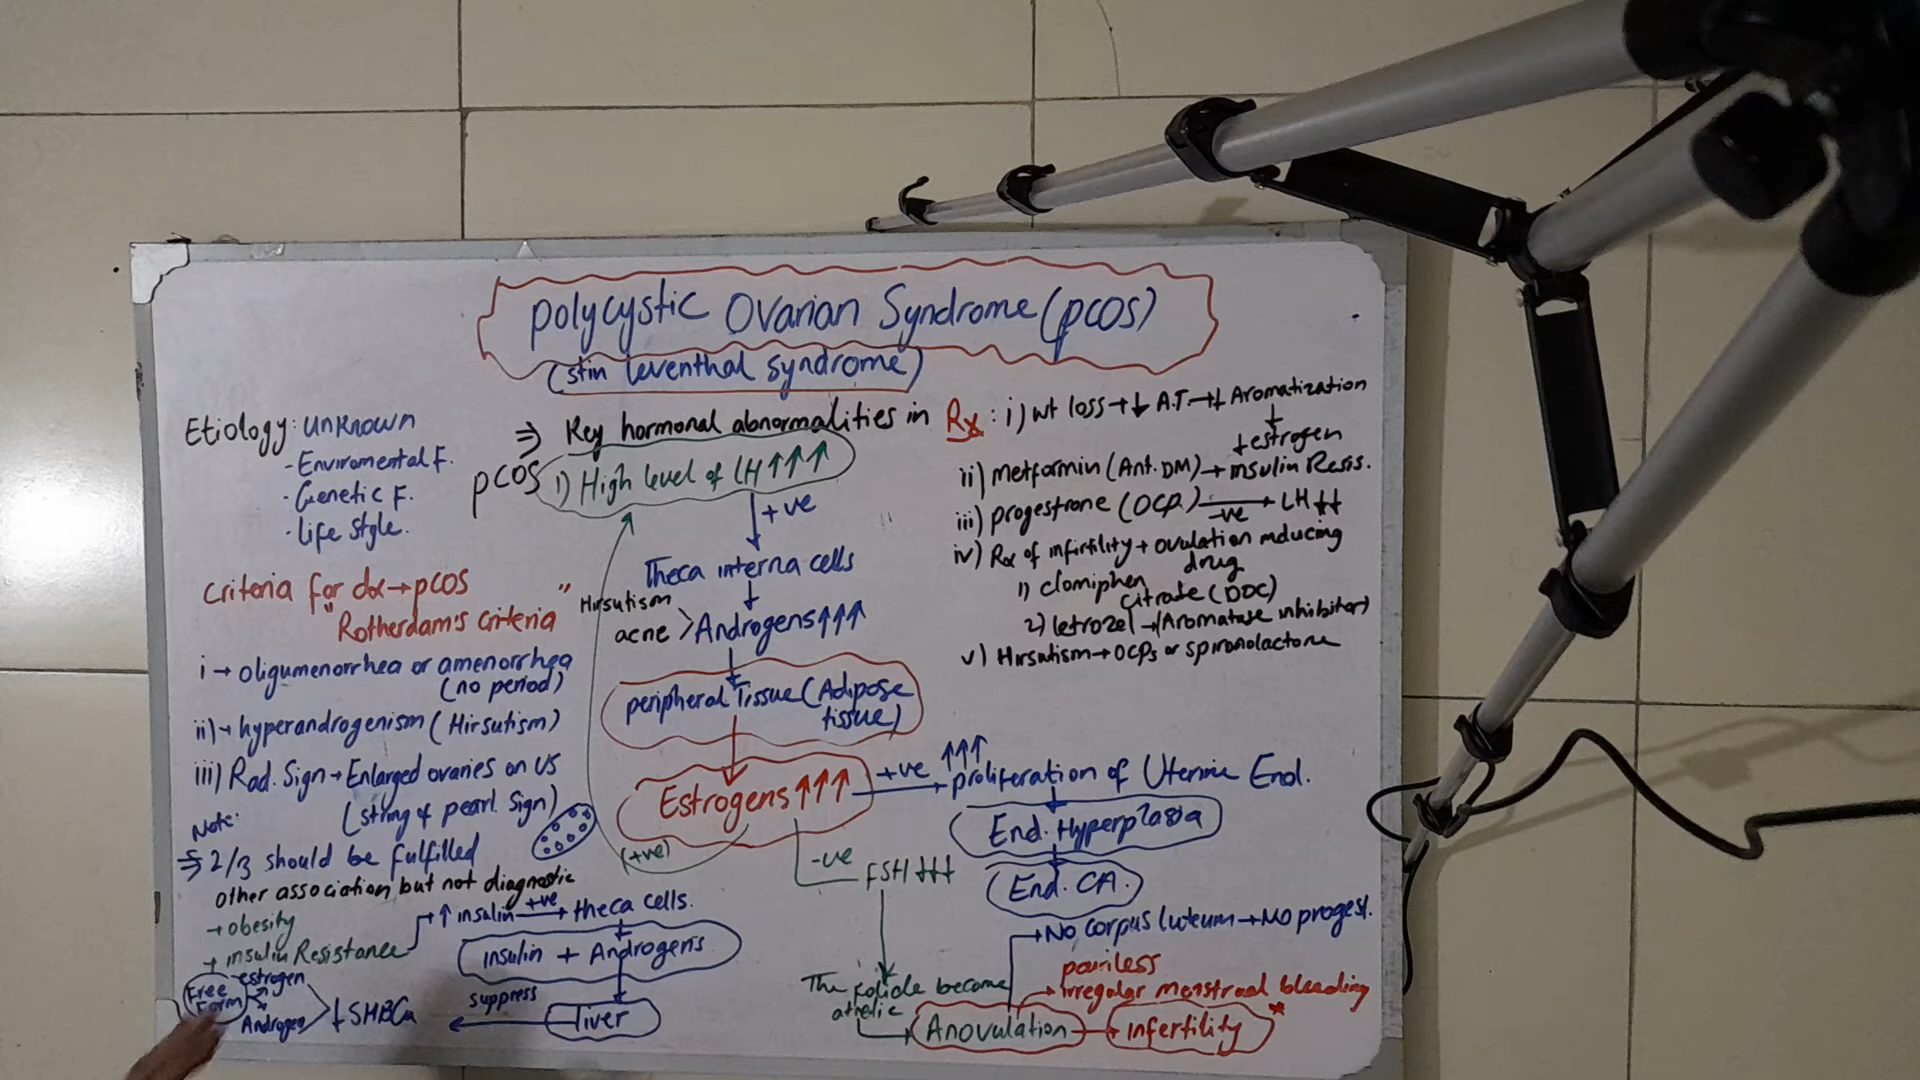 polycystic Ovarian Syndrome (pcos)
(stin leventhal syndrome)
Etiology: unknown
- Enviromental F.
- Genetic F.
- life style.
criteria for dx→pcos
"Rotherdam's criteria"
i → oligumenorrhea or amenorrhea
(no period)
ii) → hyperandrogenism (Hirsutism)
iii) Rad. Sign → Enlarged ovaries on US
(string of pearl. Sign)
Note:
⇒ 2/3 should be fulfilled
other association but not diagnostic
→ obesity
→ insulin Resistance → ↑ insulin +ve → theca cells.
insulin + Androgens
liver
suppress
↓ SHBG
estrogen
Androgen
Free Form
⇒ Key hormonal abnormalities in
pcos
1) High level of LH ↑↑↑
+ve
Theca interna cells
Hirsutism
acne > Androgens ↑↑↑
peripheral Tissue (Adipose
tissue)
Estrogens ↑↑↑
(+ve)
+ve → ↑↑↑ proliferation of Uterine End.
End. Hyperplasia
End. CA.
-ve FSH ↓↓↓
The folicle become
atretic
Anovulation → infertility *
→ No corpus luteum → No progest.
painless
→ irregular menstrual bleeding
Rx: i) wt loss → ↓ A.T. → ↓ Aromatization
↓
↓ estrogen
ii) metformin (Ant. DM) → insulin Resis.
iii) progestrone (OCP.) -ve → LH ↓↓
iv) Rx of infirtility → ovulation inducing
drug
1) clomiphen
citrate (DOC)
2) letrozel → (Aromatase inhibitor)
v) Hirsutism → OCPs or spironolactone